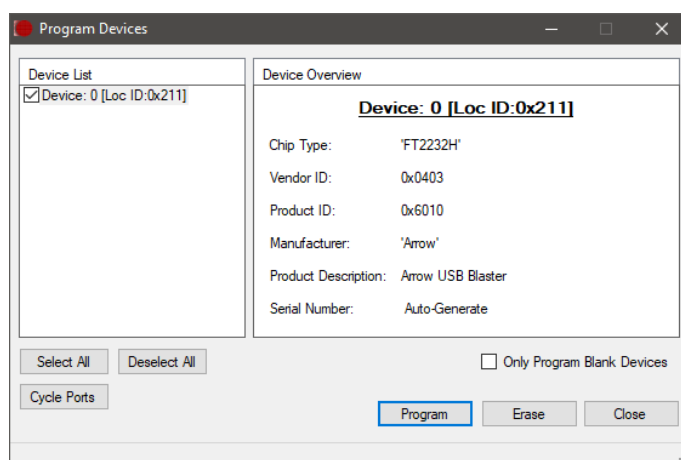 Program Devices
Device List
Device: 0 [Loc ID:0x211]
Device Overview
Device: 0 [Loc ID:0x211]
Chip Type: 'FT2232H'
Vendor ID: 0x0403
Product ID: 0x6010
Manufacturer: 'Arrow'
Product Description: Arrow USB Blaster
Serial Number: Auto-Generate
Select All Deselect All Only Program Blank Devices
Cycle Ports
Program Erase Close